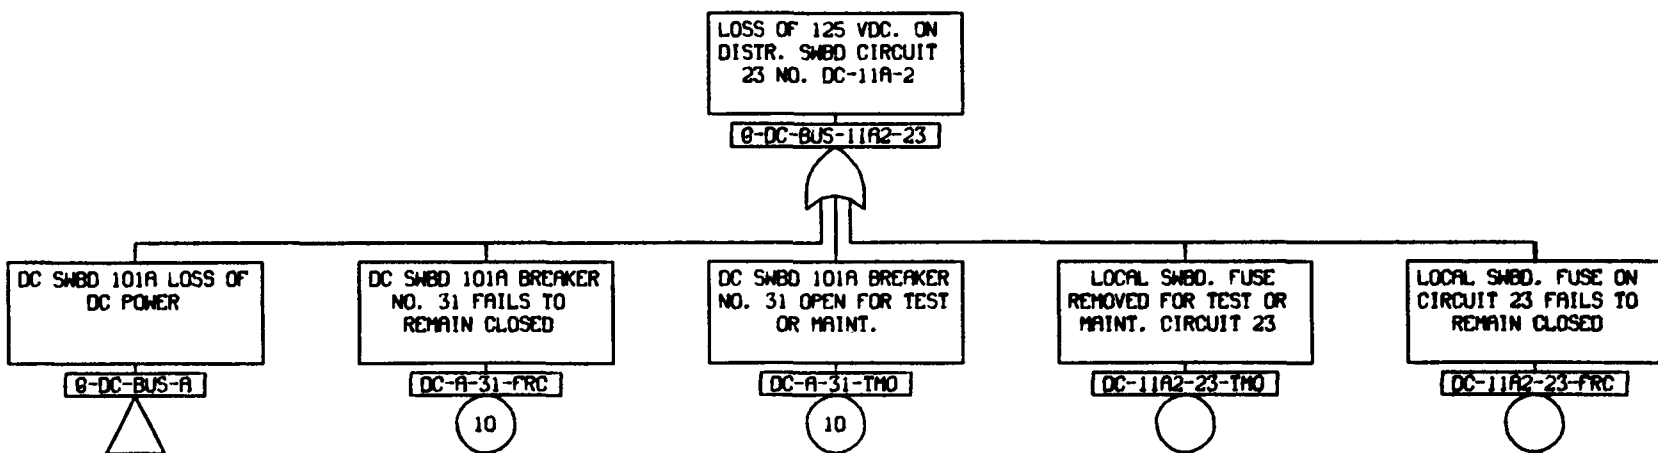 LOSS OF 125 VDC. ON
DISTR. SWBD CIRCUIT
23 NO. DC-11A-2
@-DC-BUS-11A2-23
DC SWBD 101A LOSS OF
DC POWER
@-DC-BUS-A
DC SWBD 101A BREAKER
NO. 31 FAILS TO
REMAIN CLOSED
DC-A-31-FRC
10
DC SWBD 101A BREAKER
NO. 31 OPEN FOR TEST
OR MAINT.
DC-A-31-TMO
10
LOCAL SWBD. FUSE
REMOVED FOR TEST OR
MAINT. CIRCUIT 23
DC-11A2-23-TMO
LOCAL SWBD. FUSE ON
CIRCUIT 23 FAILS TO
REMAIN CLOSED
DC-11A2-23-FRC